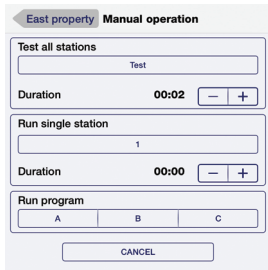 East property Manual operation
Test all stations
Test
Duration 00:02 − +
Run single station
1
Duration 00:00 − +
Run program
A B C
CANCEL